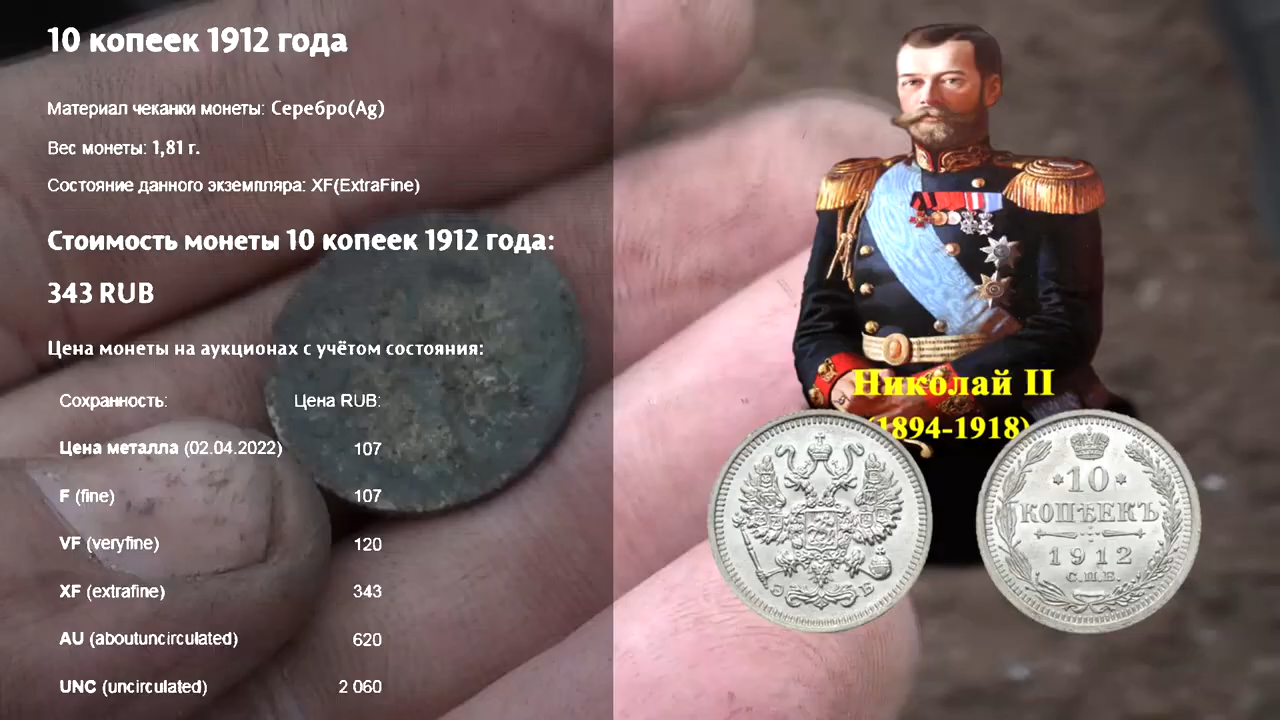 10 копеек 1912 года
Материал чеканки монеты: Серебро(Ag)
Вес монеты: 1,81 г.
Состояние данного экземпляра: XF(ExtraFine)
Стоимость монеты 10 копеек 1912 года:
343 RUB
Цена монеты на аукционах с учётом состояния:
Сохранность: Цена RUB:
Цена металла (02.04.2022) 107
F (fine) 107
VF (veryfine) 120
XF (extrafine) 343
AU (aboutuncirculated) 620
UNC (uncirculated) 2 060
Николай II
(1894-1918)
Э Б
*10*
КОПѢЕКЪ
1912
С.П.Б.